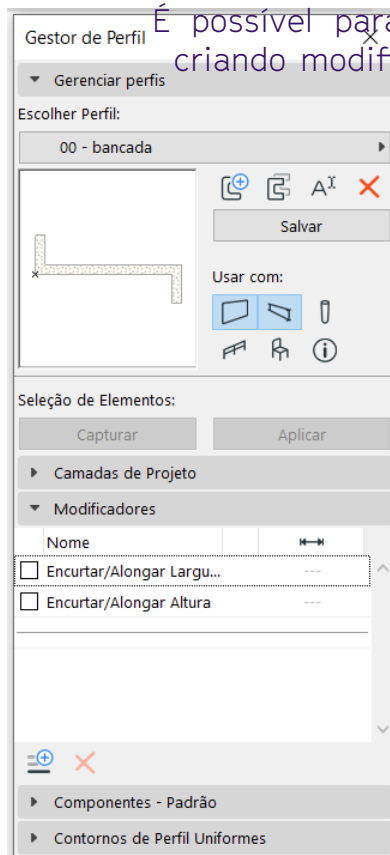 É possível para
criando modif
Gestor de Perfil
Gerenciar perfis
Escolher Perfil:
00 - bancada
Salvar
Usar com:
Seleção de Elementos:
Capturar
Aplicar
Camadas de Projeto
Modificadores
Nome
Encurtar/Alongar Largu...
---
Encurtar/Alongar Altura
---
Componentes - Padrão
Contornos de Perfil Uniformes